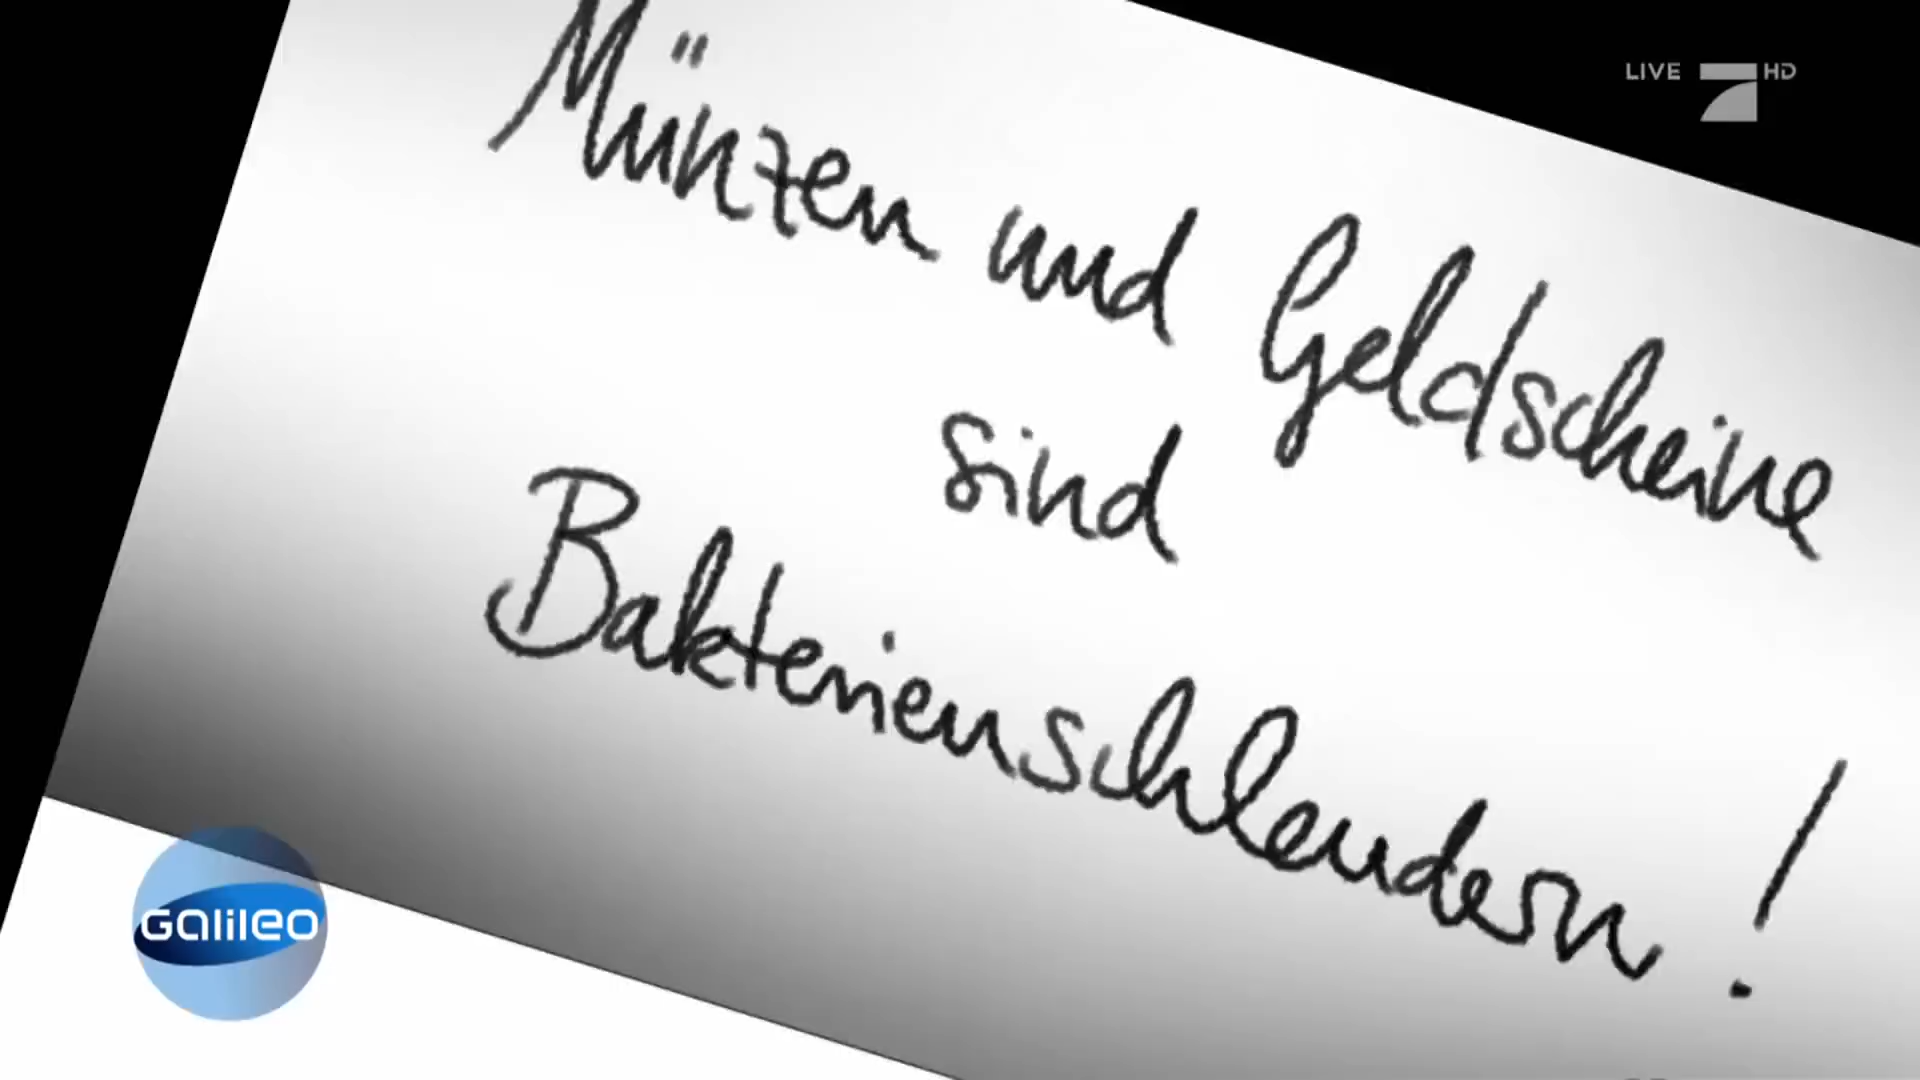 LIVE HD
Münzen und Geldscheine
sind
Bakterienschleudern!
Galileo